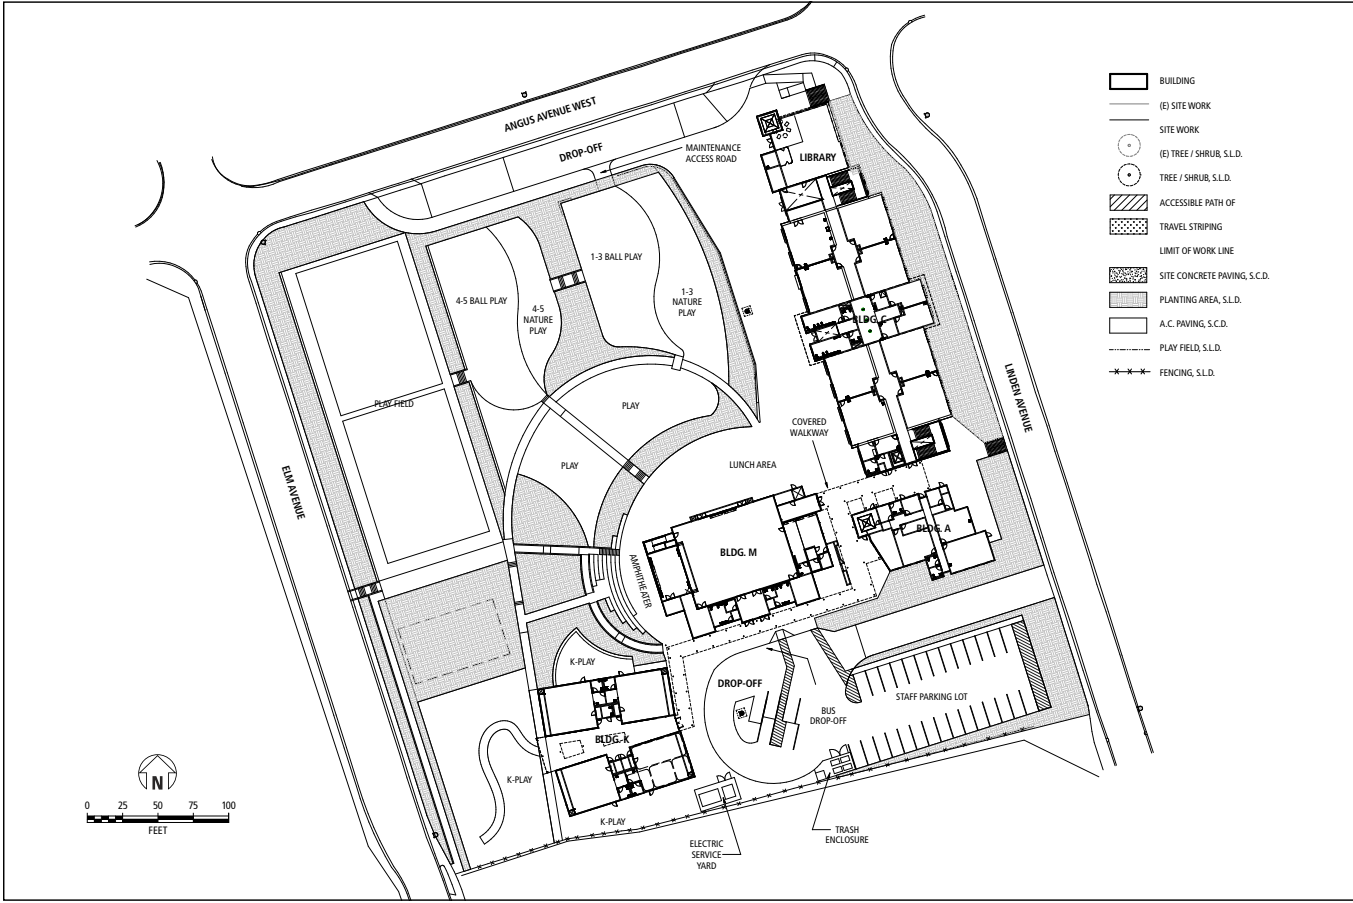 ANGUS AVENUE WEST
DROP-OFF
MAINTENANCE
ACCESS ROAD
LIBRARY
1-3 BALL PLAY
4-5 BALL PLAY
4-5
NATURE
PLAY
1-3
NATURE
PLAY
BLDG. C
PLAY FIELD
PLAY
PLAY
COVERED
WALKWAY
LUNCH AREA
LINDEN AVENUE
ELM AVENUE
BLDG. M
BLDG. A
AMPHITHEATER
K-PLAY
DROP-OFF
BUS
DROP-OFF
STAFF PARKING LOT
BLDG. K
K-PLAY
K-PLAY
ELECTRIC
SERVICE
YARD
TRASH
ENCLOSURE
N
0 25 50 75 100
FEET
BUILDING
(E) SITE WORK
SITE WORK
(E) TREE / SHRUB, S.L.D.
TREE / SHRUB, S.L.D.
ACCESSIBLE PATH OF
TRAVEL STRIPING
LIMIT OF WORK LINE
SITE CONCRETE PAVING, S.C.D.
PLANTING AREA, S.L.D.
A.C. PAVING, S.C.D.
PLAY FIELD, S.L.D.
FENCING, S.L.D.